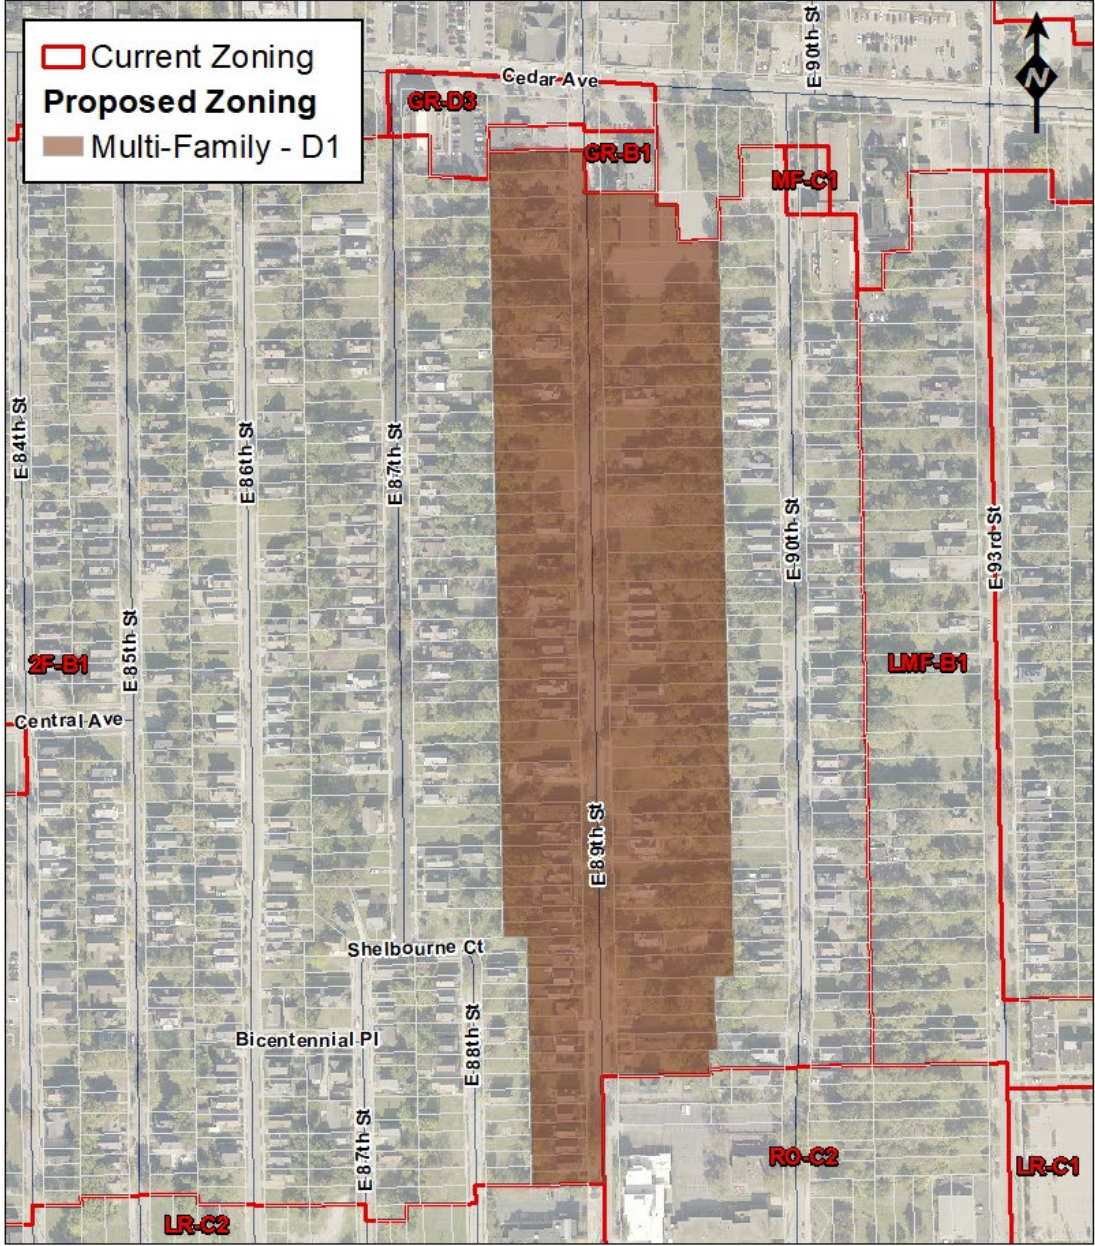 Current Zoning
Proposed Zoning
Multi-Family - D1
N
Cedar Ave
E 90th St
GR-D3
GR-B1
MF-C1
E 84th St
E 86th St
E 87th St
E 90th St
E 93rd St
E 85th St
2F-B1
LMF-B1
Central Ave
E 89th St
Shelbourne Ct
Bicentennial Pl
E 88th St
E 87th St
RO-C2
LR-C1
LR-C2